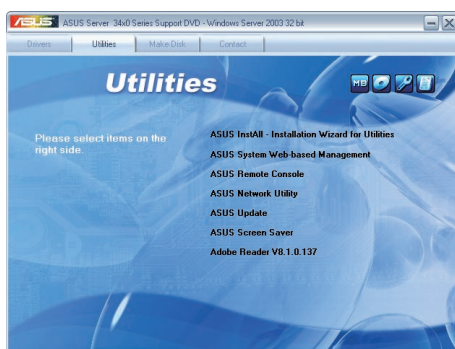 ASUS Server 34x0 Series Support DVD - Windows Server 2003 32 bit
Drivers Utilities Make Disk Contact
Utilities
MB
Please select items on the
right side.
ASUS InstAll - Installation Wizard for Utilities
ASUS System Web-based Management
ASUS Remote Console
ASUS Network Utility
ASUS Update
ASUS Screen Saver
Adobe Reader V8.1.0.137